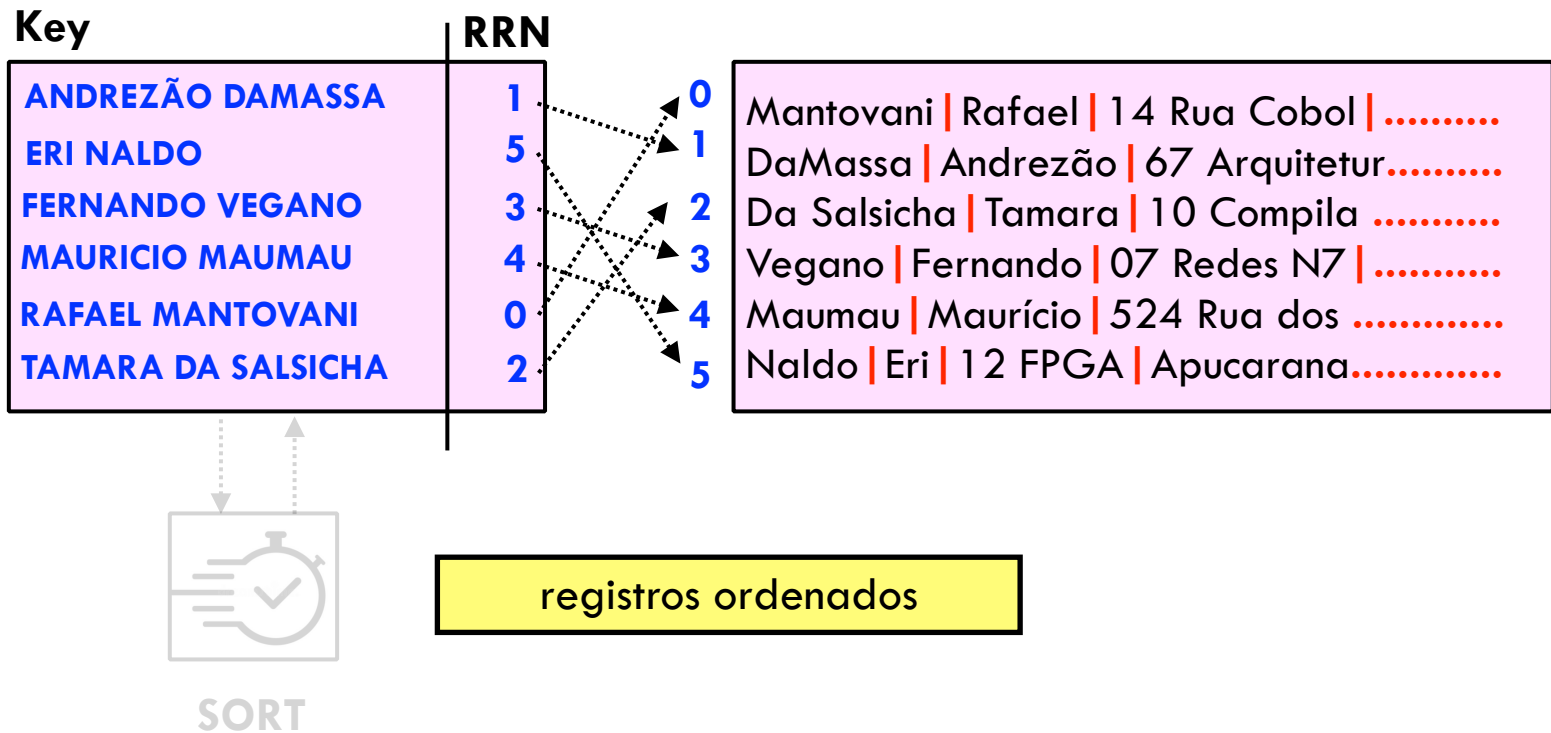 Key RRN
ANDREZÃO DAMASSA 1
ERI NALDO 5
FERNANDO VEGANO 3
MAURICIO MAUMAU 4
RAFAEL MANTOVANI 0
TAMARA DA SALSICHA 2
0 Mantovani|Rafael|14 Rua Cobol|..........
1 DaMassa|Andrezão|67 Arquitetur..........
2 Da Salsicha|Tamara|10 Compila ...........
3 Vegano|Fernando|07 Redes N7|...........
4 Maumau|Maurício|524 Rua dos .............
5 Naldo|Eri|12 FPGA|Apucarana.............
registros ordenados
SORT